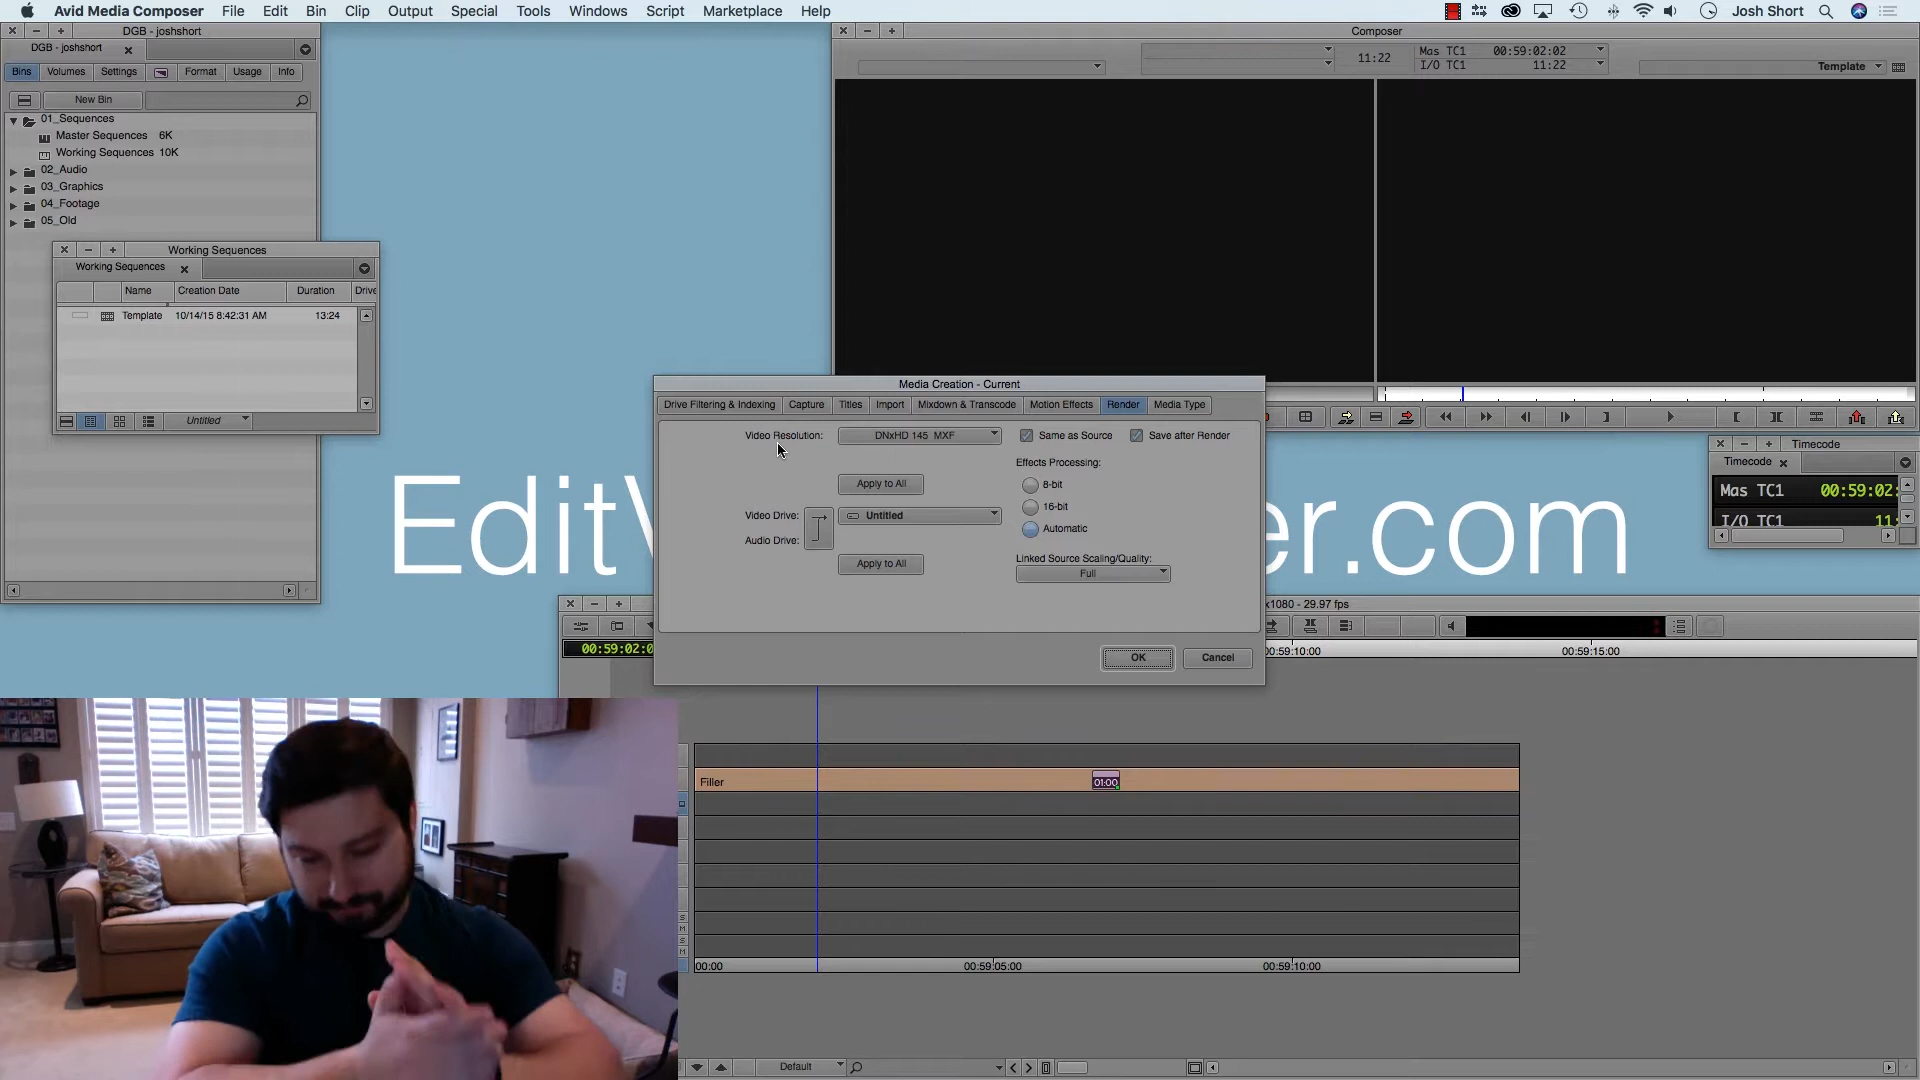 Avid Media Composer File Edit Bin Clip Output Special Tools Windows Script Marketplace Help Josh Short
DGB - joshshort
DGB - joshshort
Bins Volumes Settings Format Usage Info
New Bin
01_Sequences
Master Sequences 6K
Working Sequences 10K
02_Audio
03_Graphics
04_Footage
05_Old
Working Sequences
Working Sequences
Name Creation Date Duration Drive
Template 10/14/15 8:42:31 AM 13:24
Untitled
Composer
11:22
Mas TC1 00:59:02:02
I/O TC1 11:22
Template
Media Creation - Current
Drive Filtering & Indexing Capture Titles Import Mixdown & Transcode Motion Effects Render Media Type
Video Resolution: DNxHD 145 MXF Same as Source Save after Render
Effects Processing:
Apply to All 8-bit
16-bit
Video Drive: Untitled
Automatic
Audio Drive:
Linked Source Scaling/Quality:
Apply to All
Full
OK Cancel
Timecode
Timecode
Mas TC1 00:59:02:
I/O TC1 11:
Edit
er.com
x1080 - 29.97 fps
00:59:02:0
00:59:10:00 00:59:15:00
Filler 01:00
S
M
S
M
00:00 00:59:05:00 00:59:10:00
Default